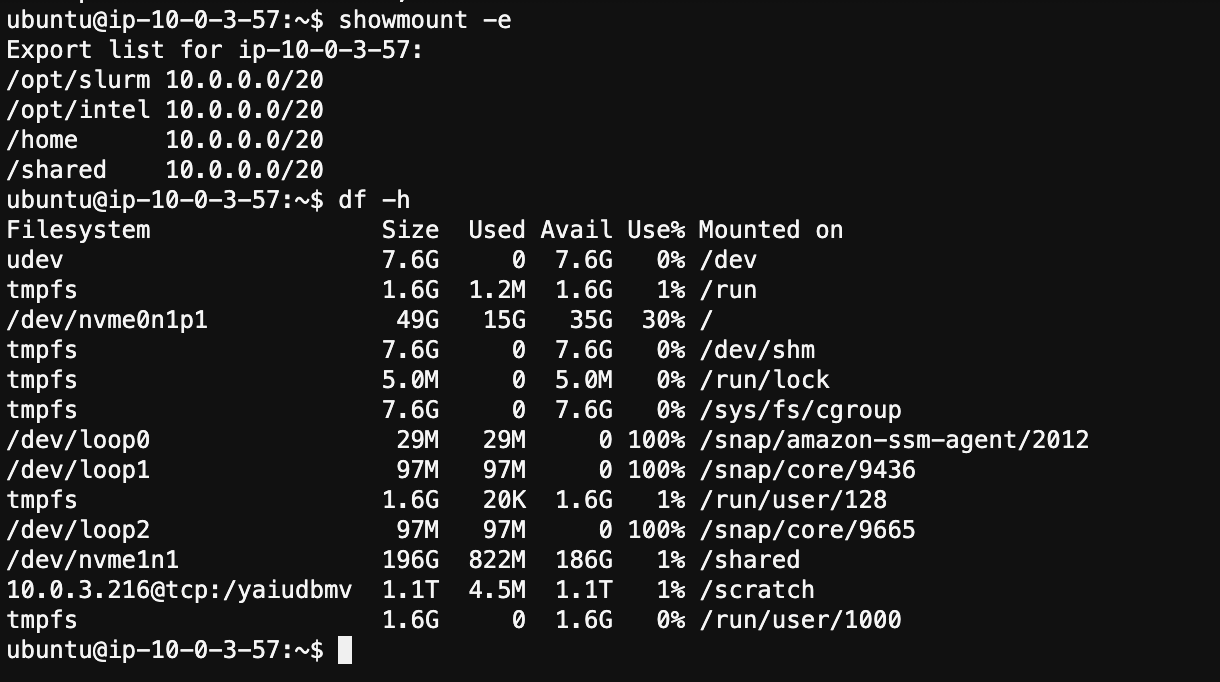 ubuntu@ip-10-0-3-57:~$ showmount -e
Export list for ip-10-0-3-57:
/opt/slurm 10.0.0.0/20
/opt/intel 10.0.0.0/20
/home      10.0.0.0/20
/shared    10.0.0.0/20
ubuntu@ip-10-0-3-57:~$ df -h
Filesystem                Size  Used Avail Use% Mounted on
udev                      7.6G     0  7.6G   0% /dev
tmpfs                     1.6G  1.2M  1.6G   1% /run
/dev/nvme0n1p1             49G   15G   35G  30% /
tmpfs                     7.6G     0  7.6G   0% /dev/shm
tmpfs                     5.0M     0  5.0M   0% /run/lock
tmpfs                     7.6G     0  7.6G   0% /sys/fs/cgroup
/dev/loop0                 29M   29M     0 100% /snap/amazon-ssm-agent/2012
/dev/loop1                 97M   97M     0 100% /snap/core/9436
tmpfs                     1.6G   20K  1.6G   1% /run/user/128
/dev/loop2                 97M   97M     0 100% /snap/core/9665
/dev/nvme1n1              196G  822M  186G   1% /shared
10.0.3.216@tcp:/yaiudbmv  1.1T  4.5M  1.1T   1% /scratch
tmpfs                     1.6G     0  1.6G   0% /run/user/1000
ubuntu@ip-10-0-3-57:~$